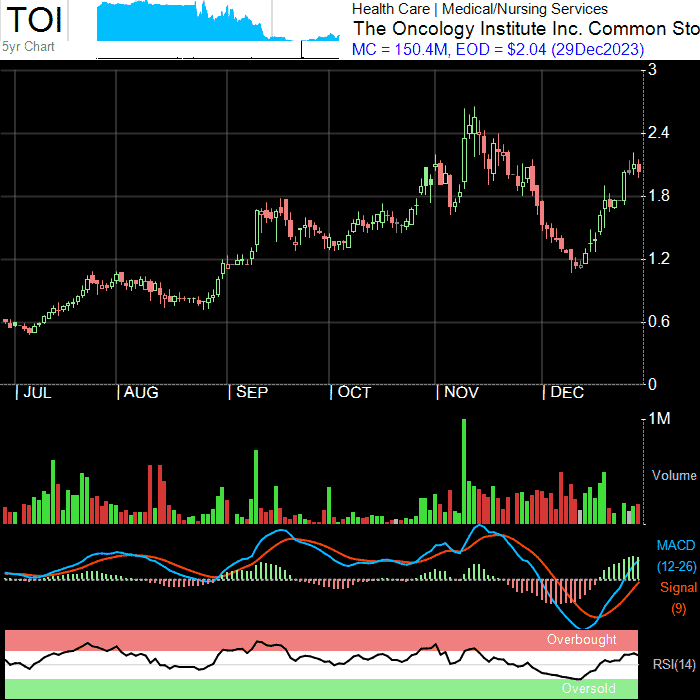 TOI
5yr Chart
Health Care | Medical/Nursing Services
The Oncology Institute Inc. Common Sto
MC = 150.4M, EOD = $2.04 (29Dec2023)
3
2.4
1.8
1.2
0.6
0
|JUL |AUG |SEP |OCT |NOV |DEC
1M
Volume
MACD
(12-26)
Signal
(9)
Overbought
RSI(14)
Oversold